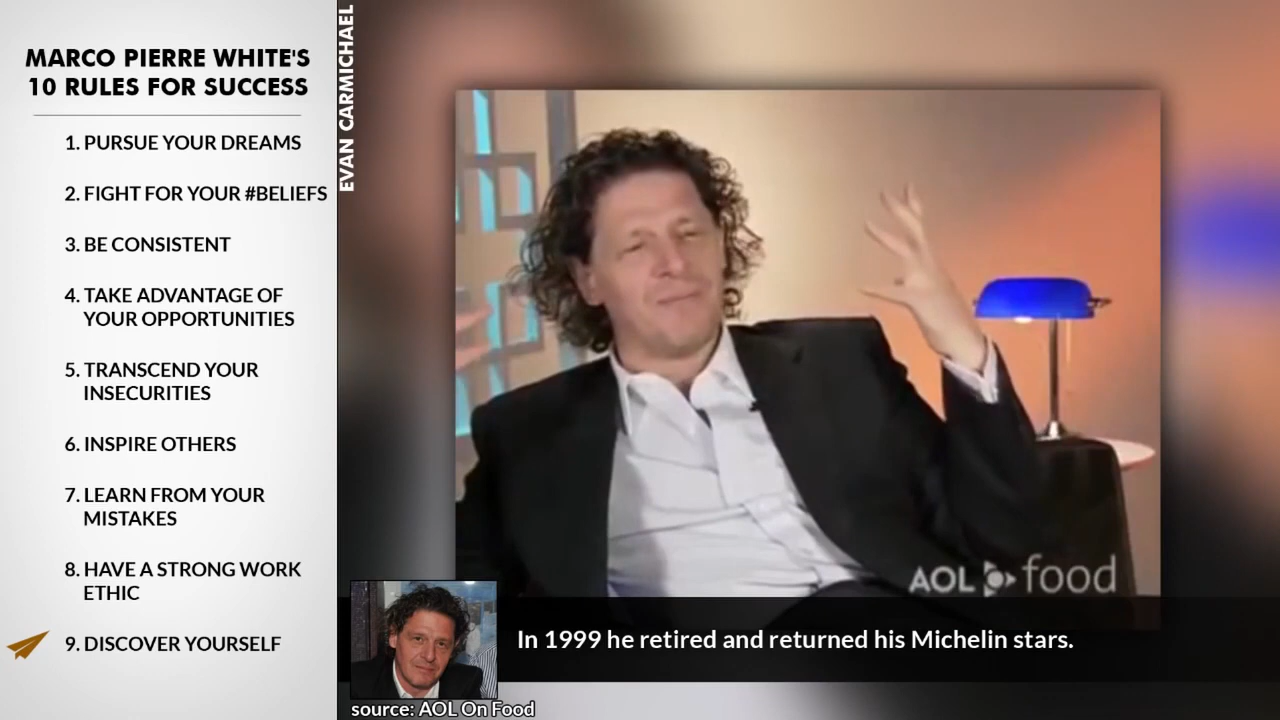 MARCO PIERRE WHITE'S
10 RULES FOR SUCCESS
1. PURSUE YOUR DREAMS
2. FIGHT FOR YOUR #BELIEFS
3. BE CONSISTENT
4. TAKE ADVANTAGE OF
YOUR OPPORTUNITIES
5. TRANSCEND YOUR
INSECURITIES
6. INSPIRE OTHERS
7. LEARN FROM YOUR
MISTAKES
8. HAVE A STRONG WORK
ETHIC
9. DISCOVER YOURSELF
EVAN CARMICHAEL
AOL food
In 1999 he retired and returned his Michelin stars.
source: AOL On Food